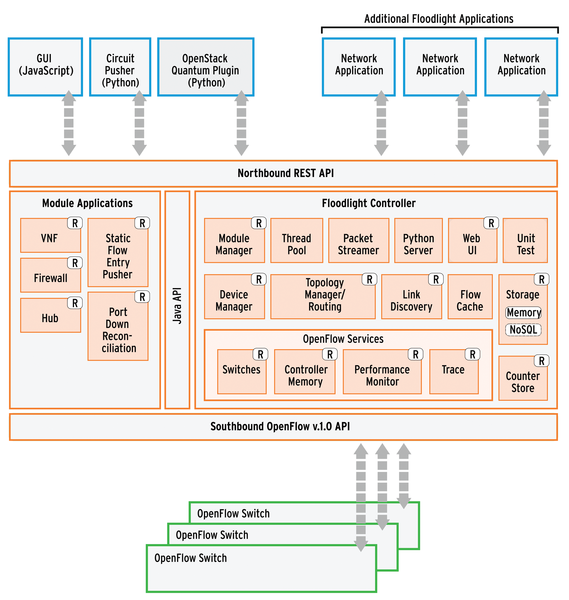 Additional Floodlight Applications
GUI
(JavaScript)
Circuit
Pusher
(Python)
OpenStack
Quantum Plugin
(Python)
Network
Application
Network
Application
Network
Application
Northbound REST API
Module Applications
VNF
R
Firewall
R
Hub
R
Static
Flow
Entry
Pusher
R
Port
Down
Recon-
ciliation
R
Java API
Floodlight Controller
Module
Manager
R
Thread
Pool
Packet
Streamer
Python
Server
Web
UI
R
Unit
Test
Device
Manager
R
Topology
Manager/
Routing
R
Link
Discovery
R
Flow
Cache
Storage
R
Memory
NoSQL
OpenFlow Services
Switches
R
Controller
Memory
R
Performance
Monitor
R
Trace
R
Counter
Store
R
Southbound OpenFlow v.1.0 API
OpenFlow Switch
OpenFlow Switch
OpenFlow Switch